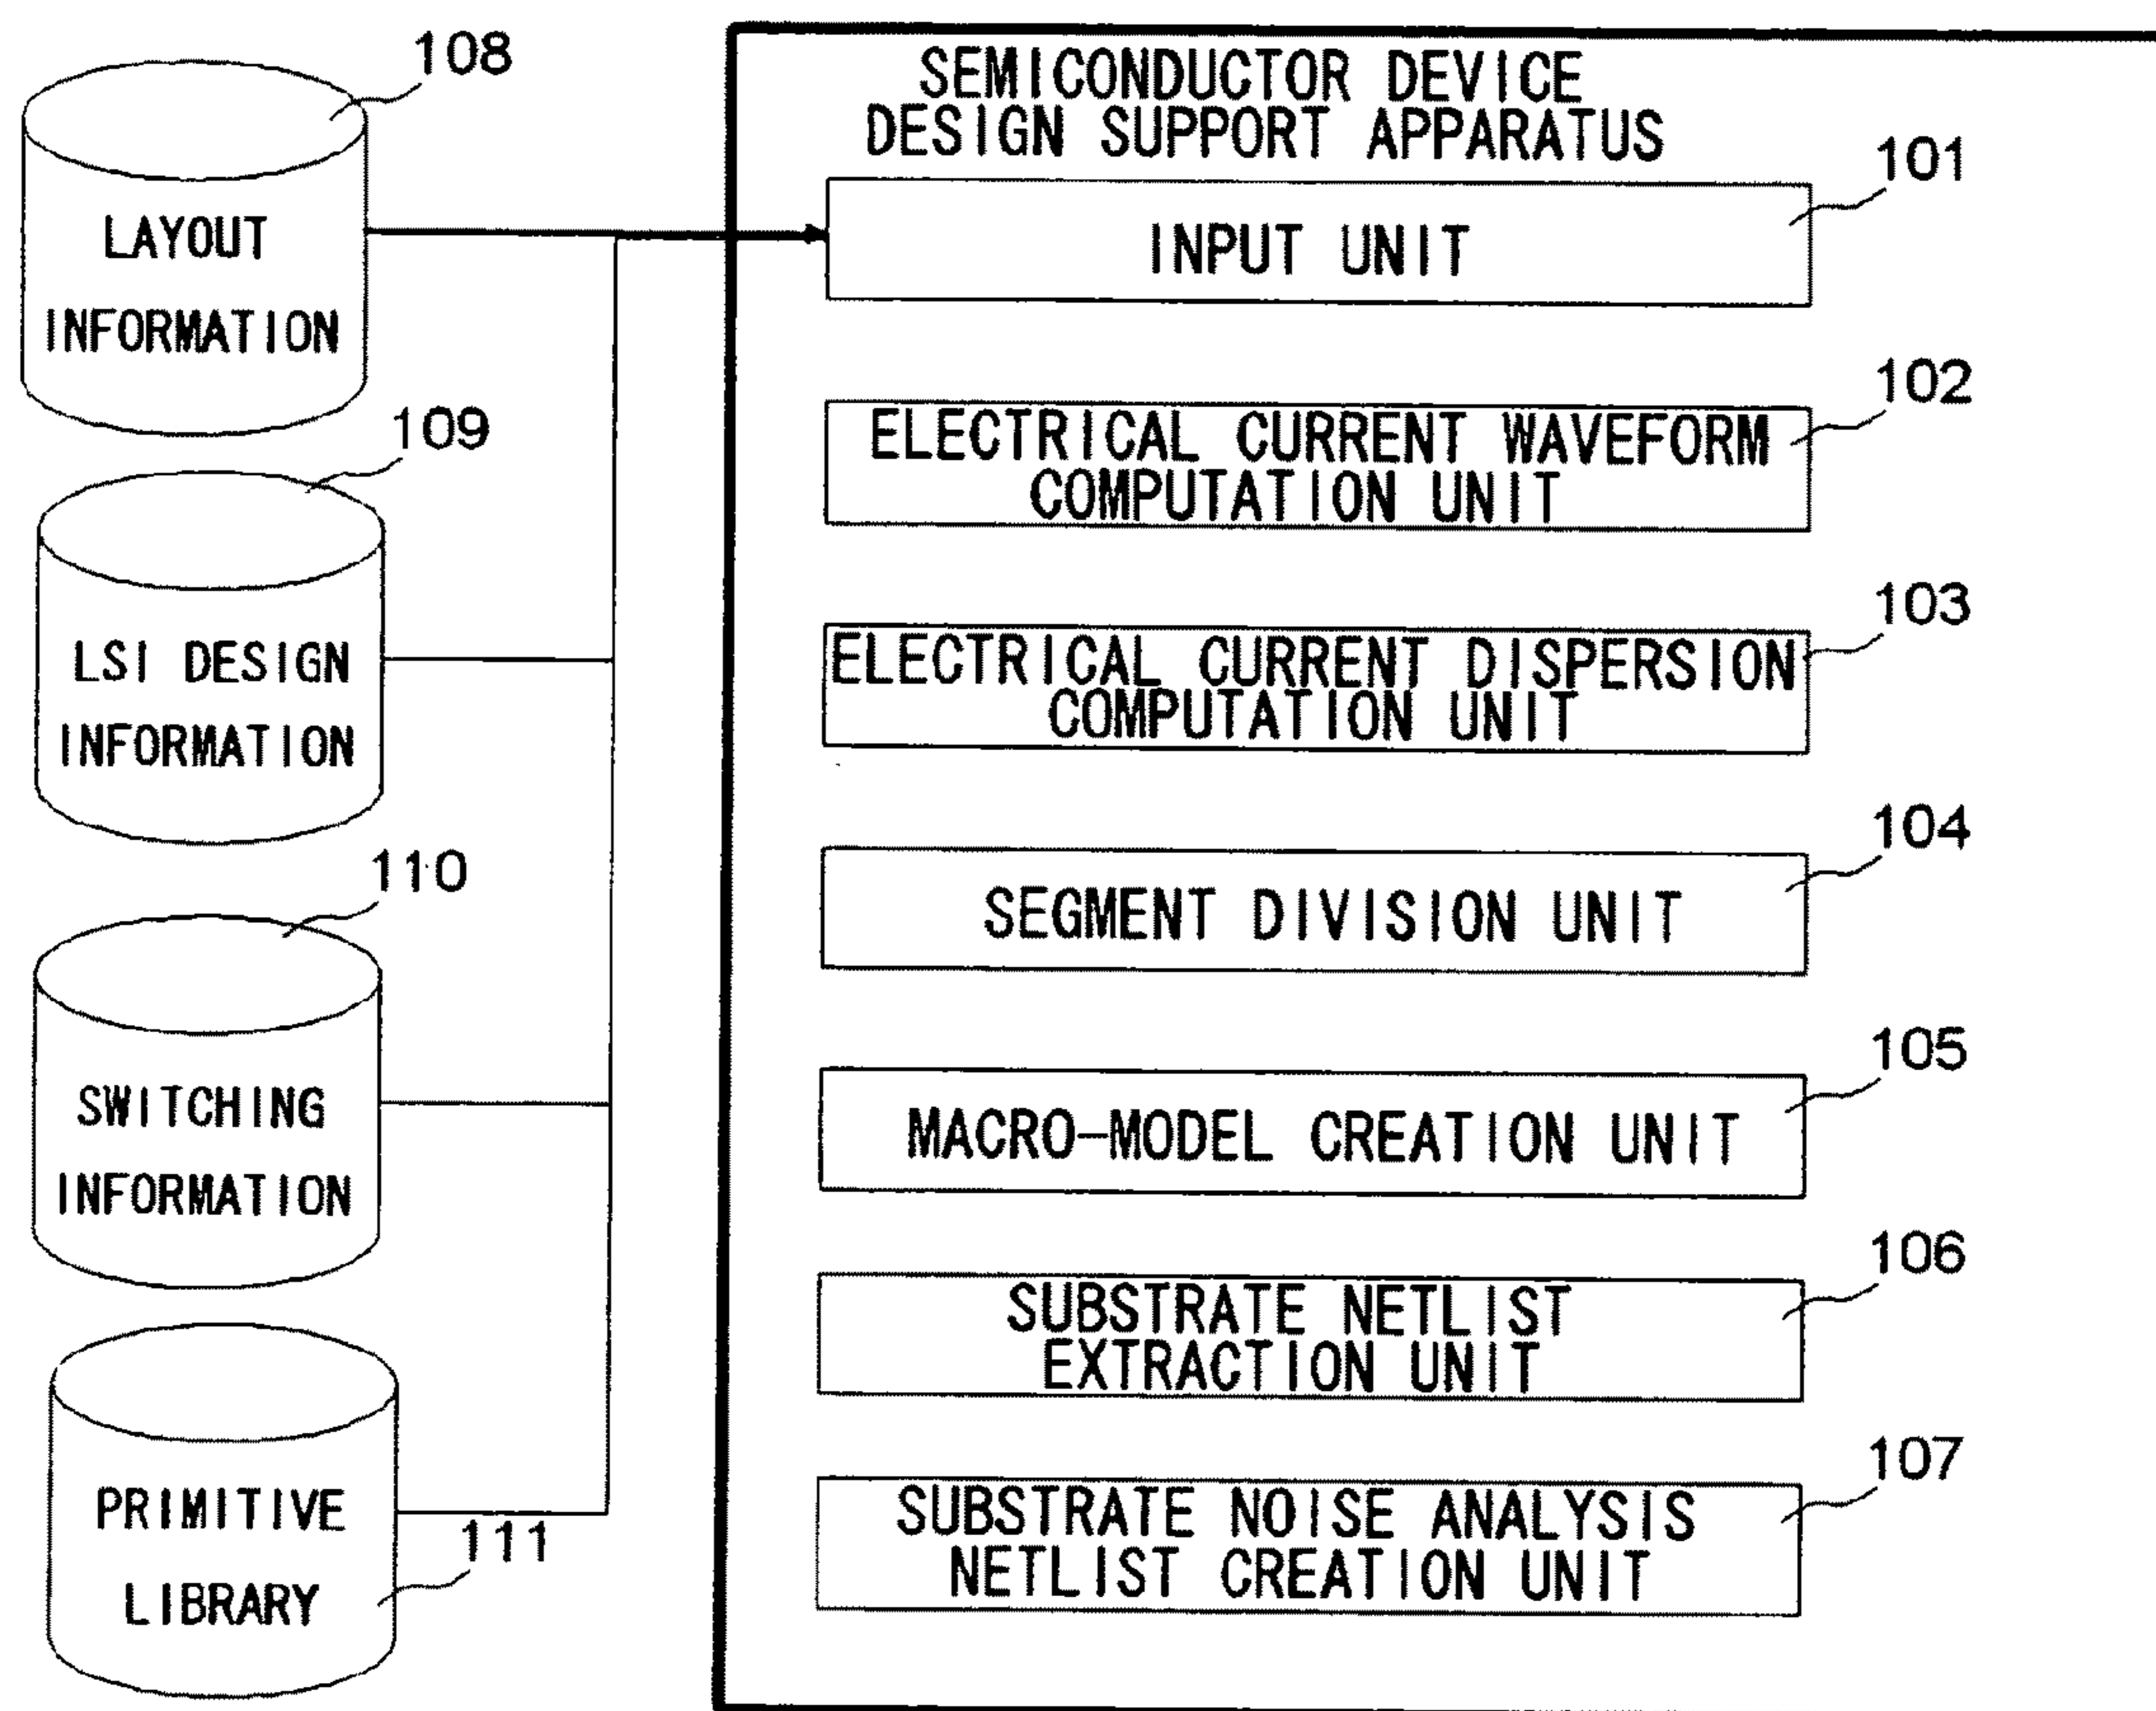 108
LAYOUT
INFORMATION
109
LSI DESIGN
INFORMATION
110
SWITCHING
INFORMATION
PRIMITIVE
LIBRARY
111
SEMICONDUCTOR DEVICE
DESIGN SUPPORT APPARATUS
101
INPUT UNIT
102
ELECTRICAL CURRENT WAVEFORM
COMPUTATION UNIT
103
ELECTRICAL CURRENT DISPERSION
COMPUTATION UNIT
104
SEGMENT DIVISION UNIT
105
MACRO-MODEL CREATION UNIT
106
SUBSTRATE NETLIST
EXTRACTION UNIT
107
SUBSTRATE NOISE ANALYSIS
NETLIST CREATION UNIT